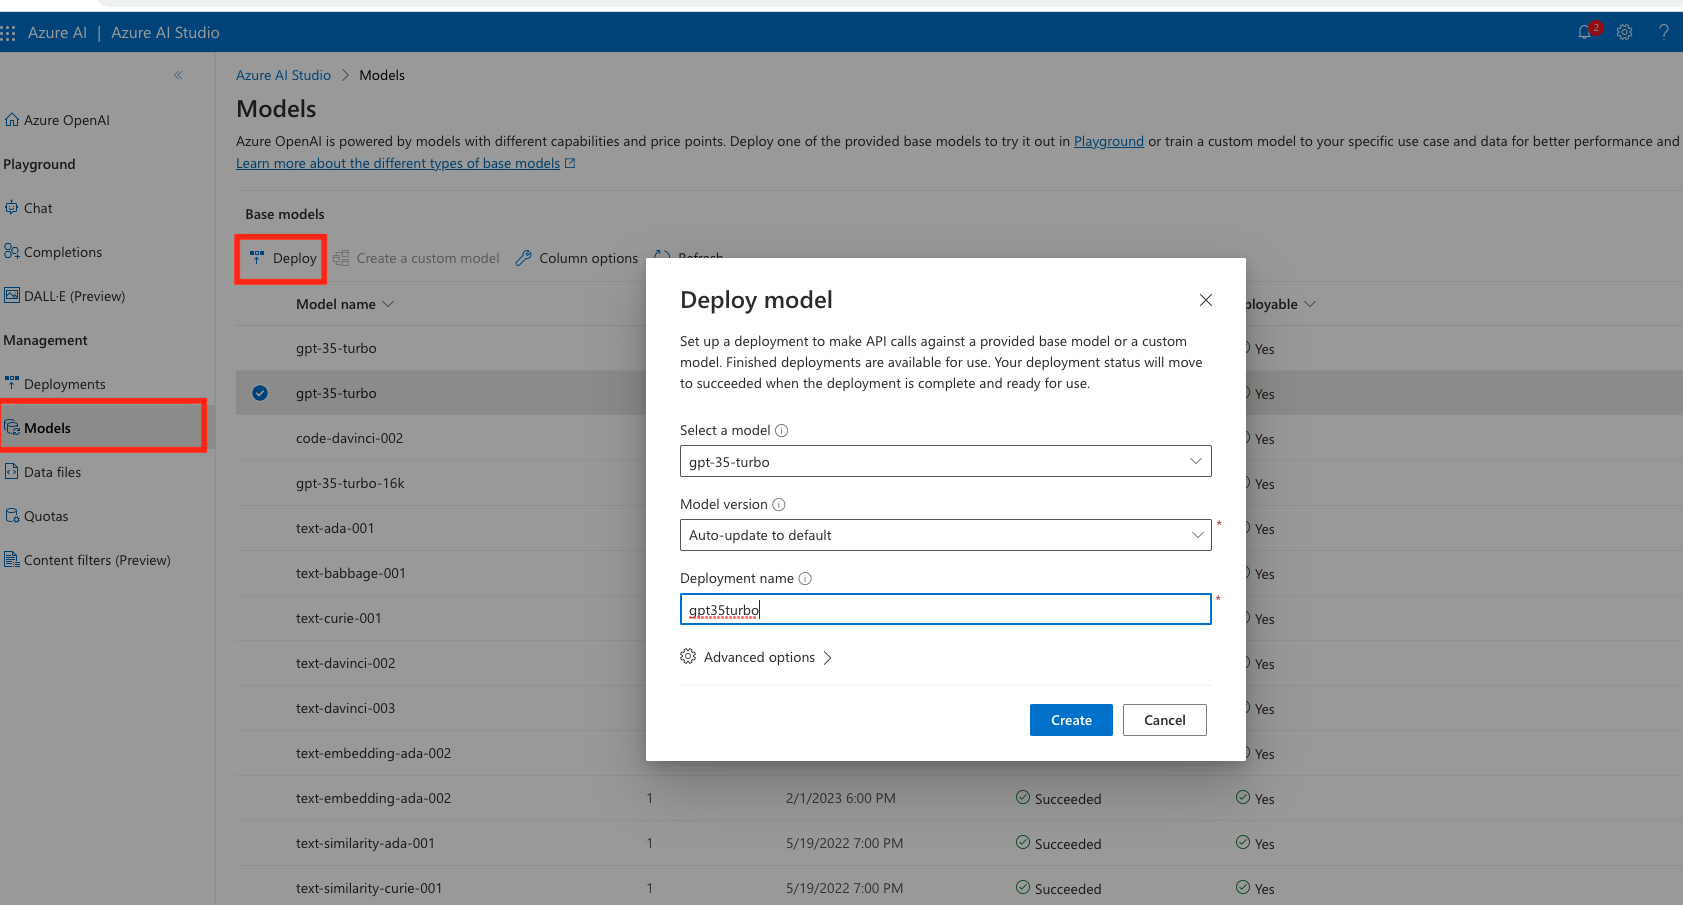 Azure AI | Azure AI Studio
2
?
Azure AI Studio > Models
Models
Azure OpenAI is powered by models with different capabilities and price points. Deploy one of the provided base models to try it out in Playground or train a custom model to your specific use case and data for better performance and
Learn more about the different types of base models
Azure OpenAI
Playground
Chat
Completions
DALL·E (Preview)
Management
Deployments
Models
Data files
Quotas
Content filters (Preview)
Base models
Deploy
Create a custom model
Column options
Refresh
Model name
ployable
gpt-35-turbo
Yes
gpt-35-turbo
Yes
code-davinci-002
Yes
gpt-35-turbo-16k
Yes
text-ada-001
Yes
text-babbage-001
Yes
text-curie-001
Yes
text-davinci-002
Yes
text-davinci-003
Yes
text-embedding-ada-002
Yes
text-embedding-ada-002 1 2/1/2023 6:00 PM Succeeded Yes
text-similarity-ada-001 1 5/19/2022 7:00 PM Succeeded Yes
text-similarity-curie-001 1 5/19/2022 7:00 PM Succeeded Yes
Deploy model
Set up a deployment to make API calls against a provided base model or a custom
model. Finished deployments are available for use. Your deployment status will move
to succeeded when the deployment is complete and ready for use.
Select a model
gpt-35-turbo
Model version
Auto-update to default *
Deployment name
gpt35turbo *
Advanced options
Create
Cancel